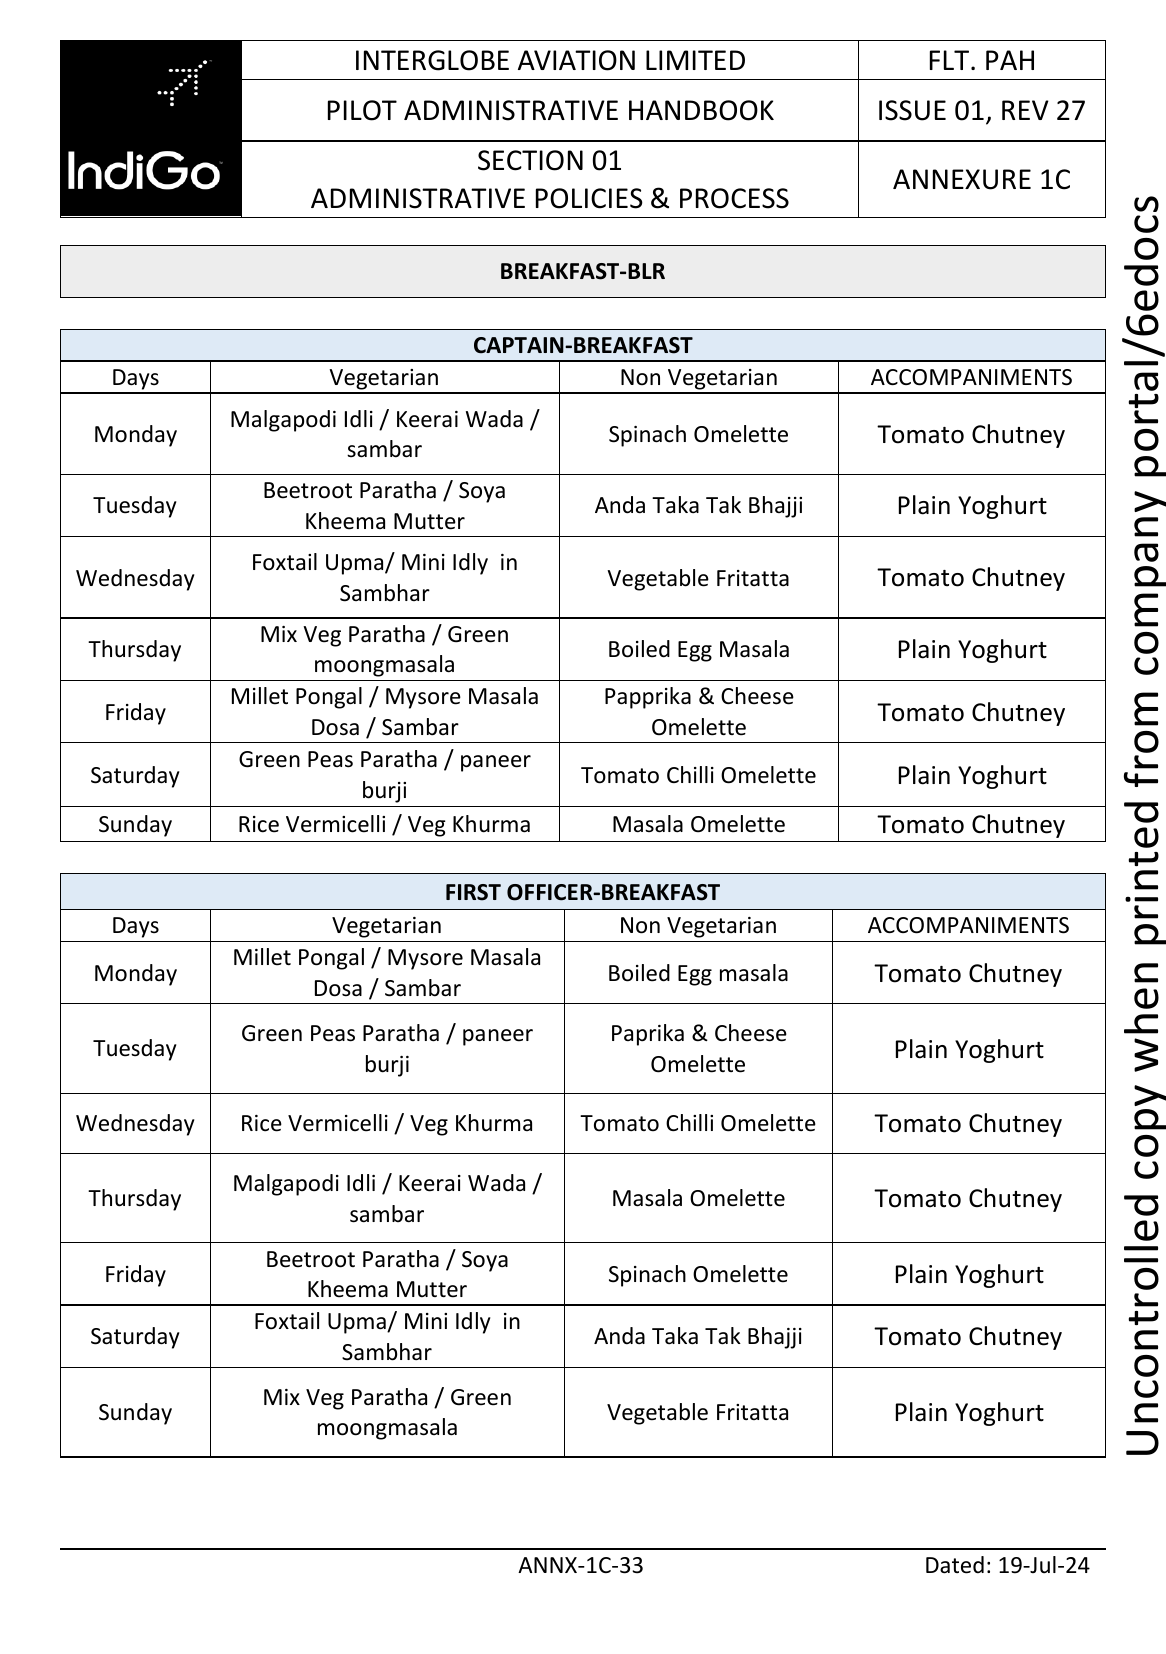 IndiGo
INTERGLOBE AVIATION LIMITED
FLT. PAH
PILOT ADMINISTRATIVE HANDBOOK
ISSUE 01, REV 27
SECTION 01
ADMINISTRATIVE POLICIES & PROCESS
ANNEXURE 1C
BREAKFAST-BLR
CAPTAIN-BREAKFAST
Days
Vegetarian
Non Vegetarian
ACCOMPANIMENTS
Monday
Malgapodi Idli / Keerai Wada /
sambar
Spinach Omelette
Tomato Chutney
Tuesday
Beetroot Paratha / Soya
Kheema Mutter
Anda Taka Tak Bhajji
Plain Yoghurt
Wednesday
Foxtail Upma/ Mini Idly  in
Sambhar
Vegetable Fritatta
Tomato Chutney
Thursday
Mix Veg Paratha / Green
moongmasala
Boiled Egg Masala
Plain Yoghurt
Friday
Millet Pongal / Mysore Masala
Dosa / Sambar
Papprika & Cheese
Omelette
Tomato Chutney
Saturday
Green Peas Paratha / paneer
burji
Tomato Chilli Omelette
Plain Yoghurt
Sunday
Rice Vermicelli / Veg Khurma
Masala Omelette
Tomato Chutney
FIRST OFFICER-BREAKFAST
Days
Vegetarian
Non Vegetarian
ACCOMPANIMENTS
Monday
Millet Pongal / Mysore Masala
Dosa / Sambar
Boiled Egg masala
Tomato Chutney
Tuesday
Green Peas Paratha / paneer
burji
Paprika & Cheese
Omelette
Plain Yoghurt
Wednesday
Rice Vermicelli / Veg Khurma
Tomato Chilli Omelette
Tomato Chutney
Thursday
Malgapodi Idli / Keerai Wada /
sambar
Masala Omelette
Tomato Chutney
Friday
Beetroot Paratha / Soya
Kheema Mutter
Spinach Omelette
Plain Yoghurt
Saturday
Foxtail Upma/ Mini Idly  in
Sambhar
Anda Taka Tak Bhajji
Tomato Chutney
Sunday
Mix Veg Paratha / Green
moongmasala
Vegetable Fritatta
Plain Yoghurt
ANNX-1C-33
Dated: 19-Jul-24
Uncontrolled copy when printed from company portal/6edocs